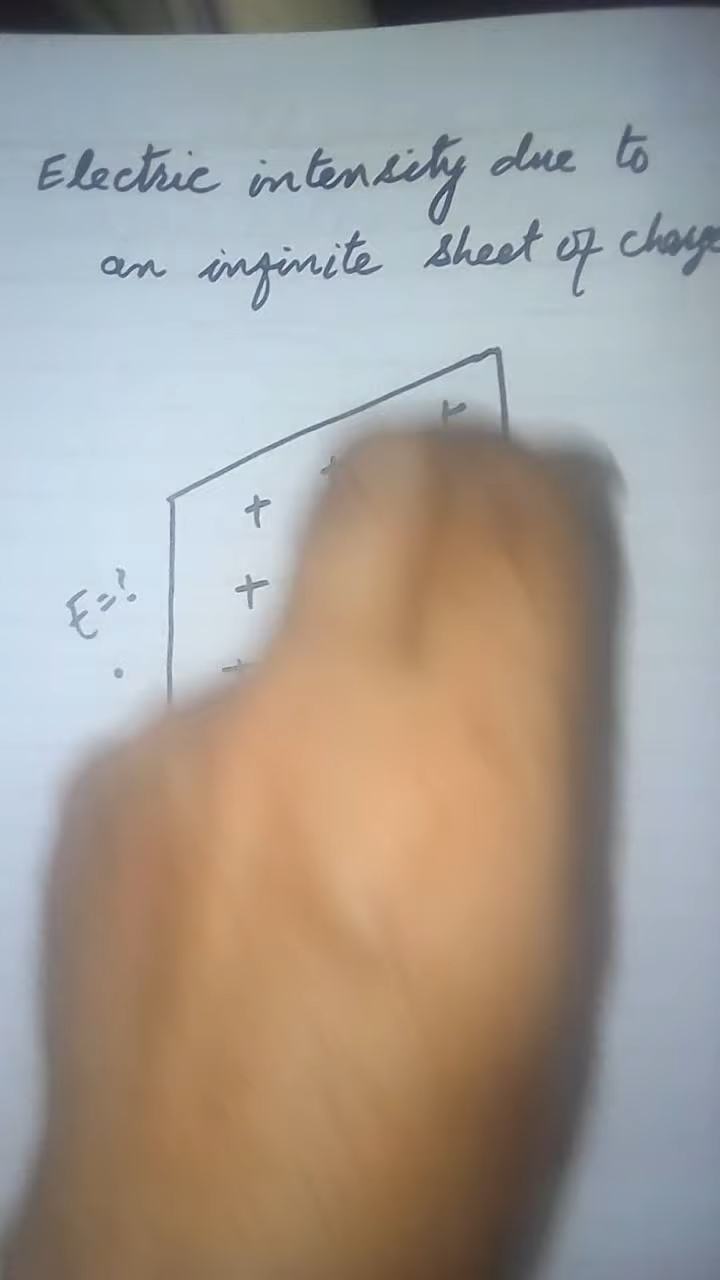 Electric intensity due to
an infinite sheet of charge
+
+
+
+
E=?
+